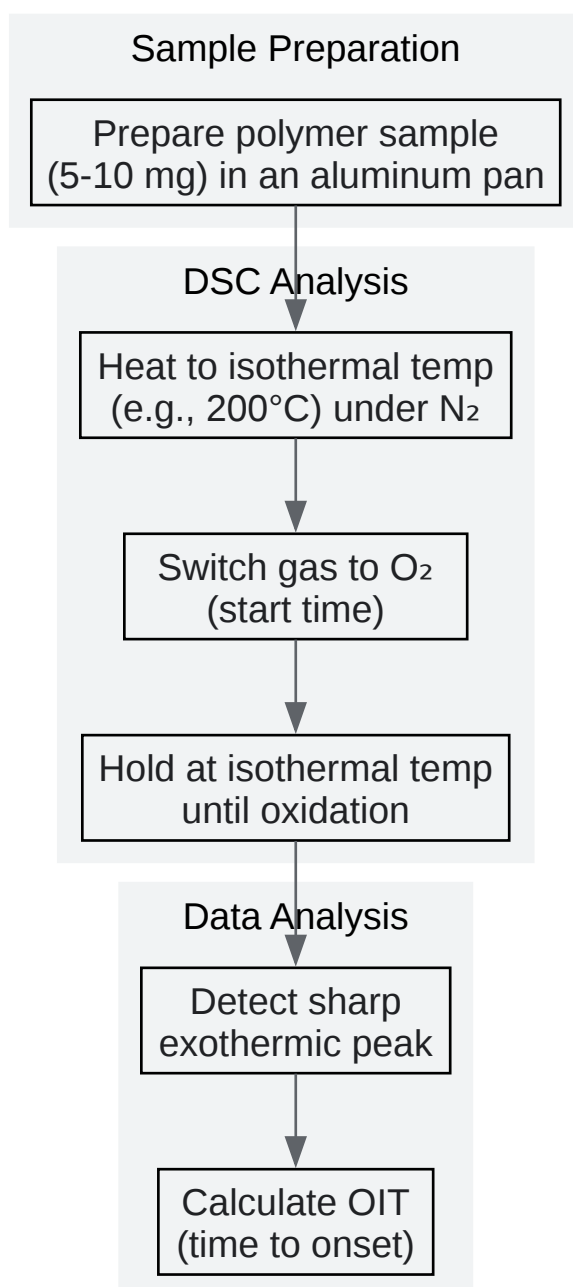 Sample Preparation
Prepare polymer sample
(5-10 mg) in an aluminum pan
DSC Analysis
Heat to isothermal temp
(e.g., 200°C) under N₂
Switch gas to O₂
(start time)
Hold at isothermal temp
until oxidation
Data Analysis
Detect sharp
exothermic peak
Calculate OIT
(time to onset)